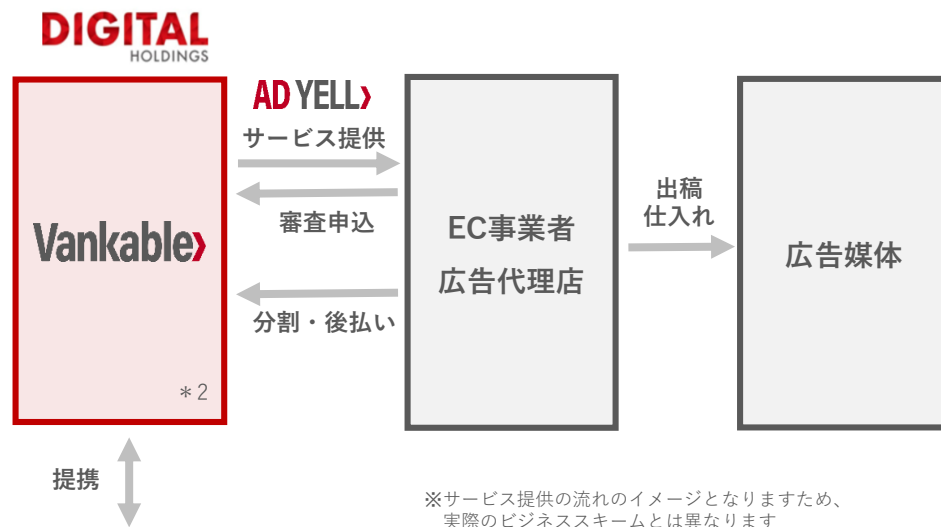 DIGITAL
HOLDINGS
AD YELL
サービス提供
審査申込
分割・後払い
Vankable
＊2
EC事業者
広告代理店
出稿
仕入れ
広告媒体
提携
※サービス提供の流れのイメージとなりますため、
実際のビジネススキームとは異なります